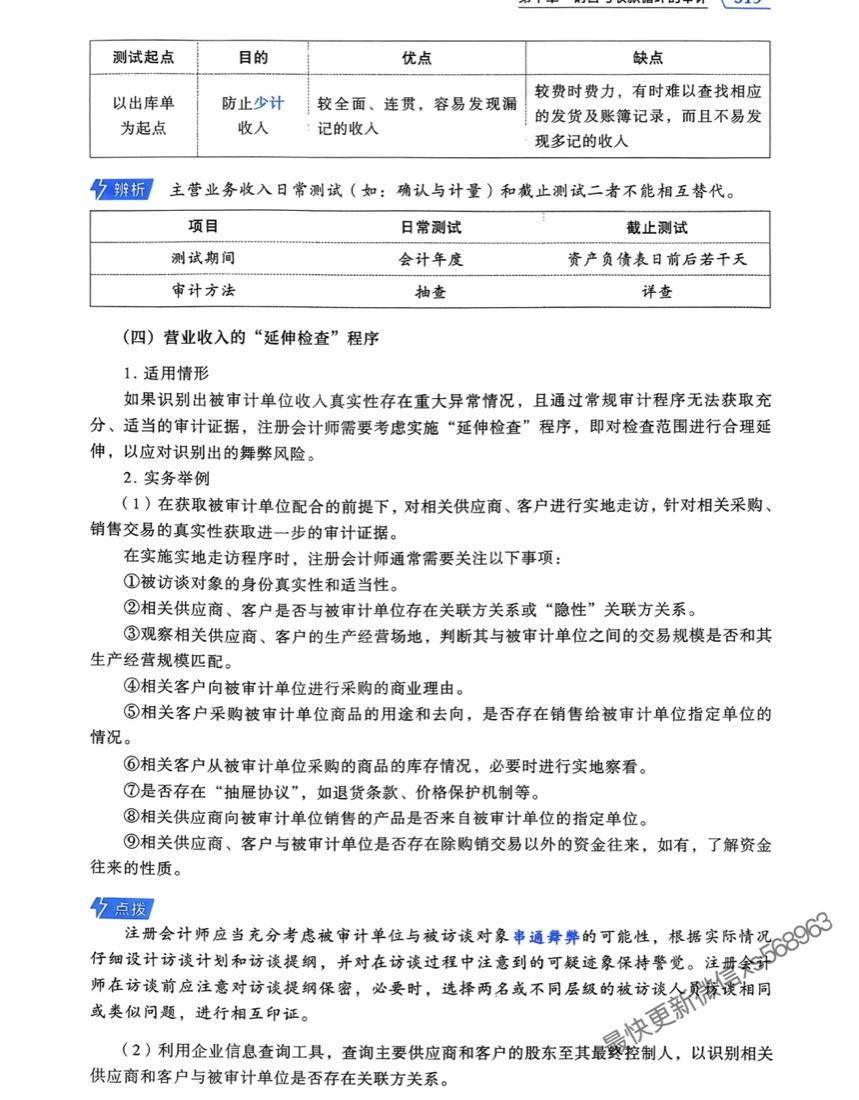 319
测试起点 目的 优点 缺点
以出库单为起点 防止少计收入 较全面、连贯，容易发现漏记的收入 较费时费力，有时难以查找相应的发货及账簿记录，而且不易发现多记的收入
辨析 主营业务收入日常测试（如：确认与计量）和截止测试二者不能相互替代。
项目 日常测试 截止测试
测试期间 会计年度 资产负债表日前后若干天
审计方法 抽查 详查
（四）营业收入的“延伸检查”程序
1. 适用情形
如果识别出被审计单位收入真实性存在重大异常情况，且通过常规审计程序无法获取充
分、适当的审计证据，注册会计师需要考虑实施“延伸检查”程序，即对检查范围进行合理延
伸，以应对识别出的舞弊风险。
2. 实务举例
（1）在获取被审计单位配合的前提下，对相关供应商、客户进行实地走访，针对相关采购、
销售交易的真实性获取进一步的审计证据。
在实施实地走访程序时，注册会计师通常需要关注以下事项：
①被访谈对象的身份真实性和适当性。
②相关供应商、客户是否与被审计单位存在关联方关系或“隐性”关联方关系。
③观察相关供应商、客户的生产经营场地，判断其与被审计单位之间的交易规模是否和其
生产经营规模匹配。
④相关客户向被审计单位进行采购的商业理由。
⑤相关客户采购被审计单位商品的用途和去向，是否存在销售给被审计单位指定单位的
情况。
⑥相关客户从被审计单位采购的商品的库存情况，必要时进行实地察看。
⑦是否存在“抽屉协议”，如退货条款、价格保护机制等。
⑧相关供应商向被审计单位销售的产品是否来自被审计单位的指定单位。
⑨相关供应商、客户与被审计单位是否存在除购销交易以外的资金往来，如有，了解资金
往来的性质。
点拨
注册会计师应当充分考虑被审计单位与被访谈对象串通舞弊的可能性，根据实际情况
仔细设计访谈计划和访谈提纲，并对在访谈过程中注意到的可疑迹象保持警觉。注册会计
师在访谈前应注意对访谈提纲保密，必要时，选择两名或不同层级的被访谈人员访谈相同
或类似问题，进行相互印证。
（2）利用企业信息查询工具，查询主要供应商和客户的股东至其最终控制人，以识别相关
供应商和客户与被审计单位是否存在关联方关系。
最快更新微信xs568963